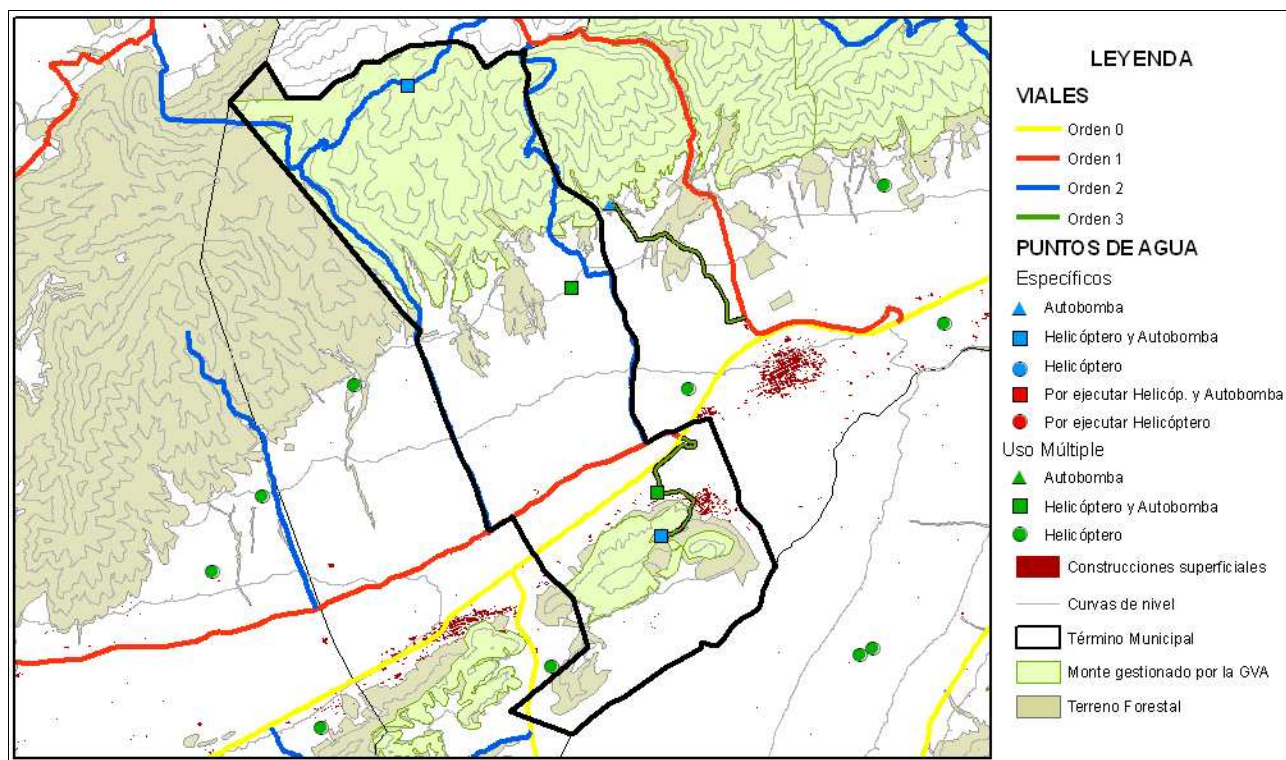 LEYENDA
VIALES
Orden 0
Orden 1
Orden 2
Orden 3
PUNTOS DE AGUA
Específicos
Autobomba
Helicóptero y Autobomba
Helicóptero
Por ejecutar Helicóp. y Autobomba
Por ejecutar Helicóptero
Uso Múltiple
Autobomba
Helicóptero y Autobomba
Helicóptero
Construcciones superficiales
Curvas de nivel
Término Municipal
Monte gestionado por la GVA
Terreno Forestal